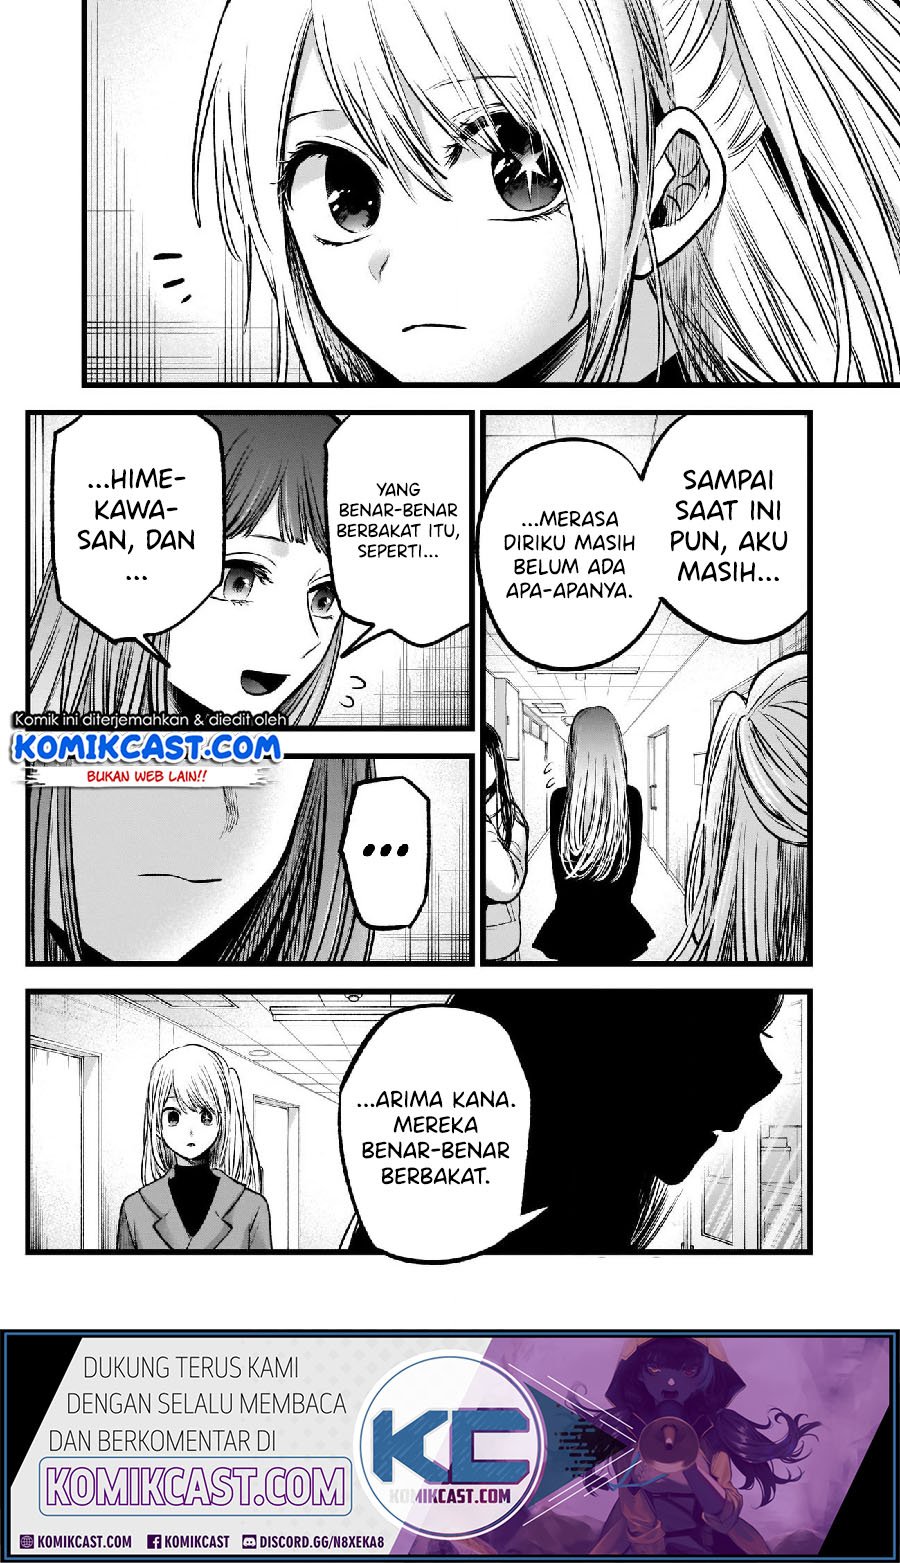 SAMPAI
SAAT INI
PUN, AKU
MASIH...
...MERASA
DIRIKU MASIH
BELUM ADA
APA-APANYA.
YANG
BENAR-BENAR
BERBAKAT ITU,
SEPERTI...
...HIME-
KAWA-
SAN, DAN
...
Komik ini diterjemahkan & diedit oleh
KOMIKCAST.COM
BUKAN WEB LAIN!!
...
...ARIMA KANA.
MEREKA
BENAR-BENAR
BERBAKAT.
DUKUNG TERUS KAMI
DENGAN SELALU MEMBACA
DAN BERKOMENTAR DI
KOMIKCAST.COM
KOMIKCAST.COM
KOMIKCAST
DISCORD.GG/N8XEKA8
KC
KOMIKCAST.COM